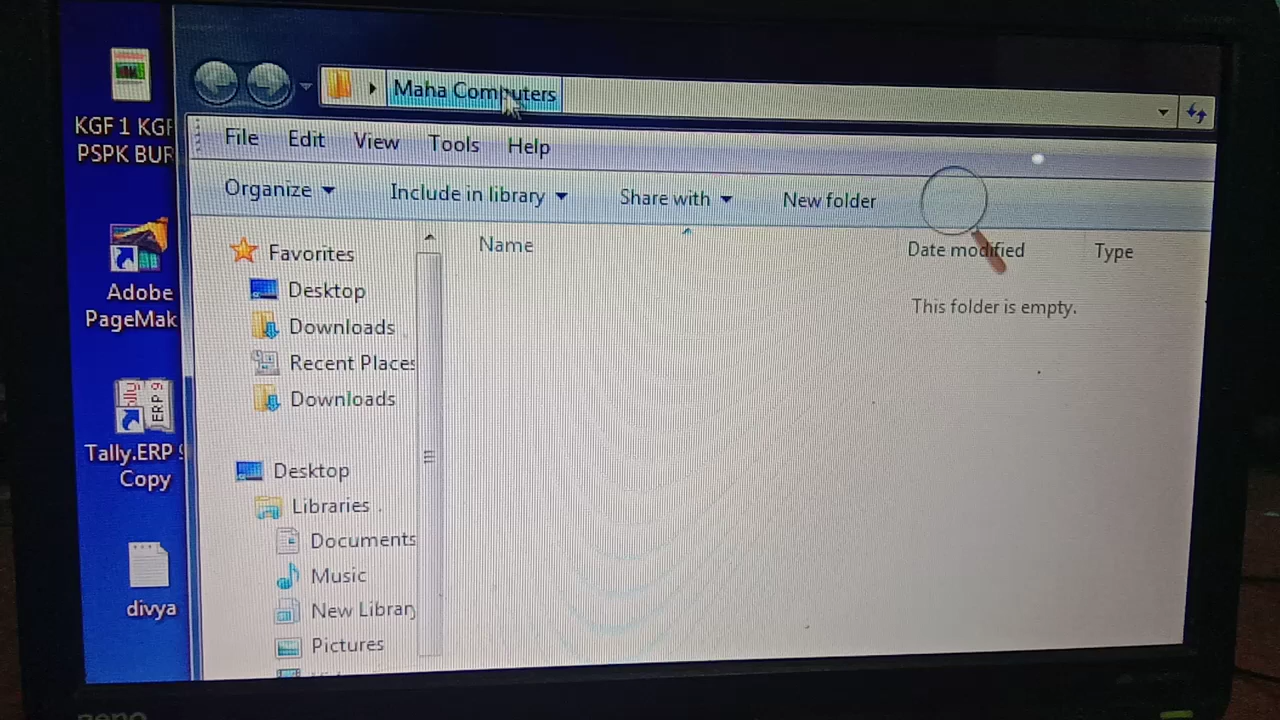 KGF 1 KGF
PSPK BUR
Adobe
PageMak
Tally.ERP 9
Copy
divya
Maha Computers
File Edit View Tools Help
Organize Include in library Share with New folder
Favorites
Desktop
Downloads
Recent Places
Downloads
Desktop
Libraries
Documents
Music
New Library
Pictures
Name Date modified Type
This folder is empty.